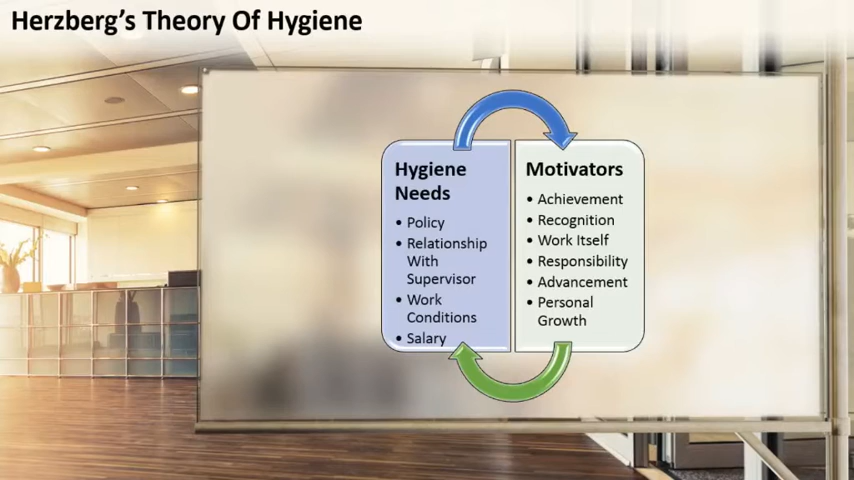 Herzberg's Theory Of Hygiene
Hygiene
Needs
• Policy
• Relationship
With
Supervisor
• Work
Conditions
• Salary
Motivators
• Achievement
• Recognition
• Work Itself
• Responsibility
• Advancement
• Personal
Growth